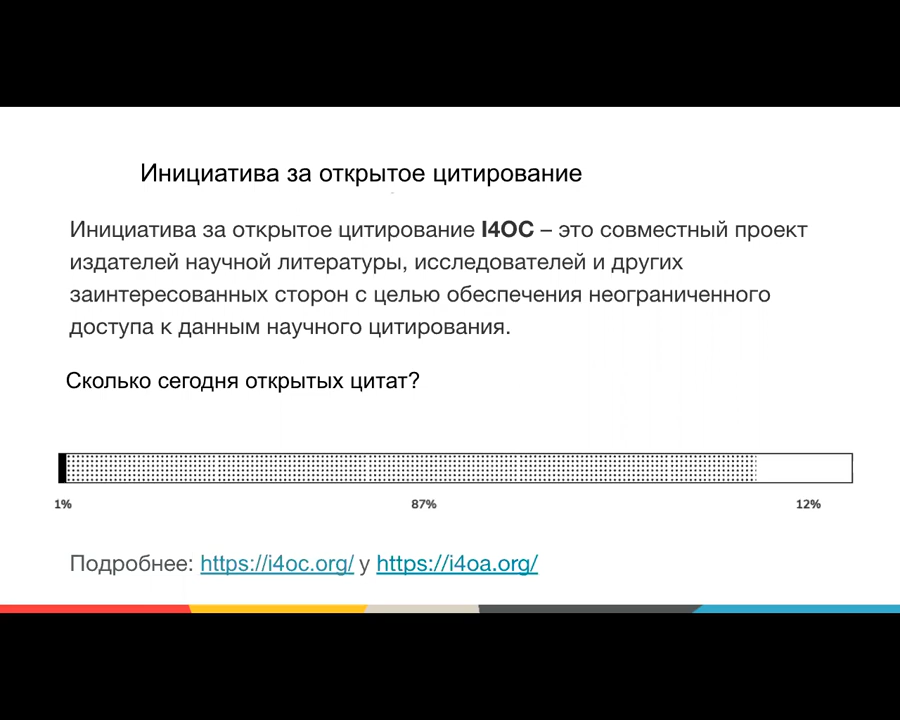 Инициатива за открытое цитирование
Инициатива за открытое цитирование I4OC – это совместный проект
издателей научной литературы, исследователей и других
заинтересованных сторон с целью обеспечения неограниченного
доступа к данным научного цитирования.
Сколько сегодня открытых цитат?
1% 87% 12%
Подробнее: https://i4oc.org/ y https://i4oa.org/